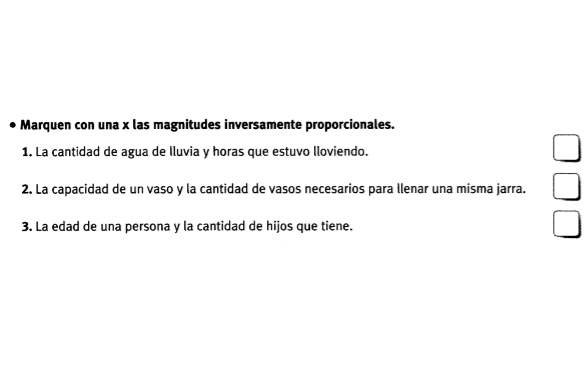 • Marquen con una x las magnitudes inversamente proporcionales.
1. La cantidad de agua de lluvia y horas que estuvo lloviendo.
2. La capacidad de un vaso y la cantidad de vasos necesarios para llenar una misma jarra.
3. La edad de una persona y la cantidad de hijos que tiene.